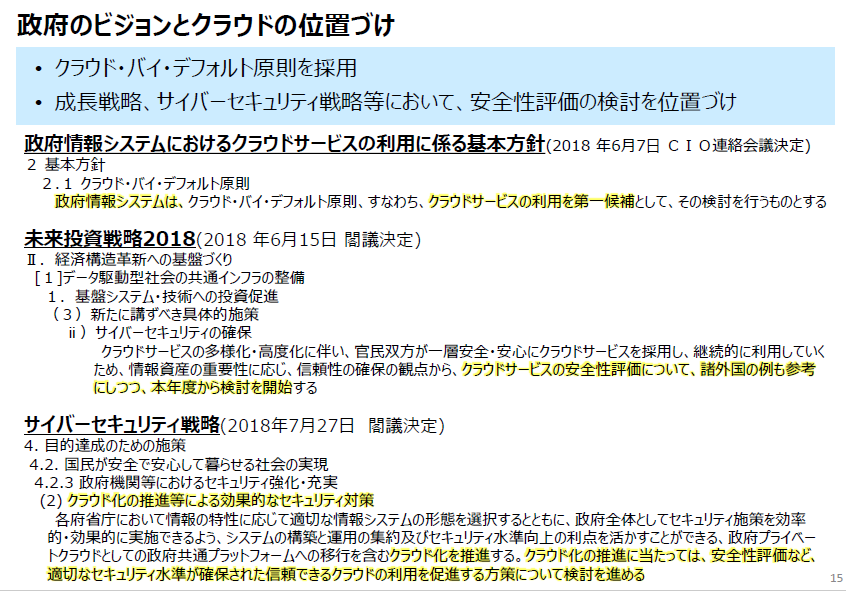 政府のビジョンとクラウドの位置づけ
• クラウド・バイ・デフォルト原則を採用
• 成長戦略、サイバーセキュリティ戦略等において、安全性評価の検討を位置づけ
政府情報システムにおけるクラウドサービスの利用に係る基本方針(2018 年6月7日 ＣＩＯ連絡会議決定)
２ 基本方針
２.１ クラウド・バイ・デフォルト原則
政府情報システムは、クラウド・バイ・デフォルト原則、すなわち、クラウドサービスの利用を第一候補として、その検討を行うものとする
未来投資戦略2018(2018 年6月15日 閣議決定)
Ⅱ．経済構造革新への基盤づくり
[１]データ駆動型社会の共通インフラの整備
１．基盤システム・技術への投資促進
（３）新たに講ずべき具体的施策
ⅱ）サイバーセキュリティの確保
クラウドサービスの多様化・高度化に伴い、官民双方が一層安全・安心にクラウドサービスを採用し、継続的に利用していく
ため、情報資産の重要性に応じ、信頼性の確保の観点から、クラウドサービスの安全性評価について、諸外国の例も参考
にしつつ、本年度から検討を開始する
サイバーセキュリティ戦略(2018年7月27日 閣議決定)
4. 目的達成のための施策
4.2. 国民が安全で安心して暮らせる社会の実現
4.2.3 政府機関等におけるセキュリティ強化・充実
(2) クラウド化の推進等による効果的なセキュリティ対策
各府省庁において情報の特性に応じて適切な情報システムの形態を選択するとともに、政府全体としてセキュリティ施策を効率
的・効果的に実施できるよう、システムの構築と運用の集約及びセキュリティ水準向上の利点を活かすことができる、政府プライベー
トクラウドとしての政府共通プラットフォームへの移行を含むクラウド化を推進する。クラウド化の推進に当たっては、安全性評価など、
適切なセキュリティ水準が確保された信頼できるクラウドの利用を促進する方策について検討を進める
15